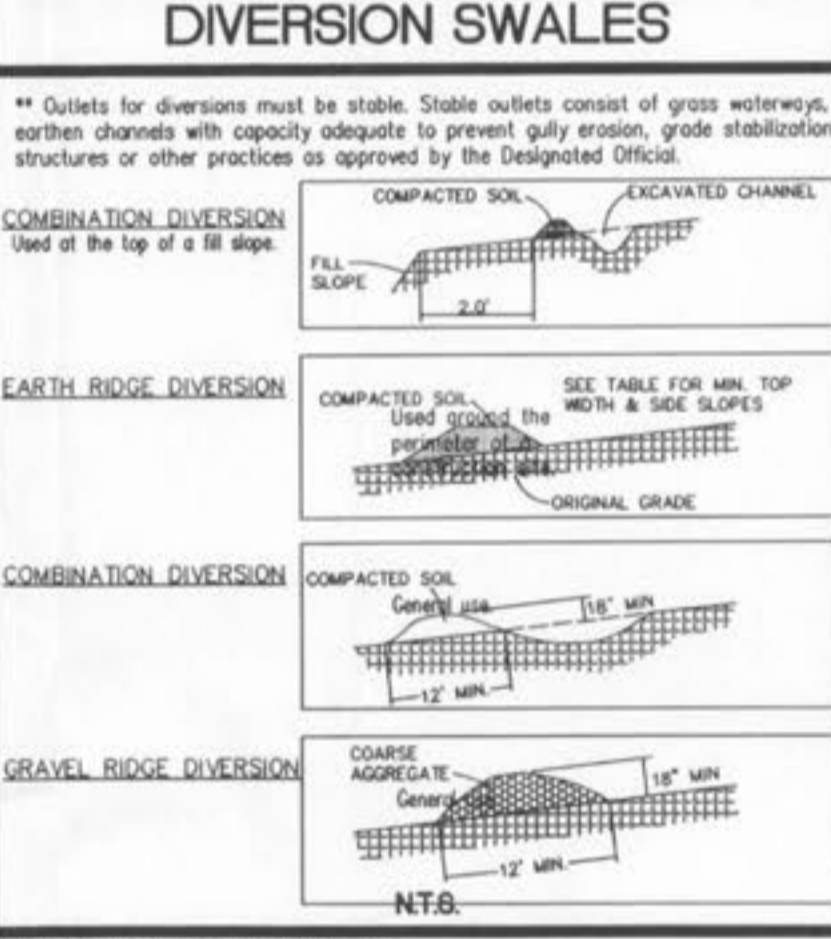 DIVERSION SWALES
** Outlets for diversions must be stable. Stable outlets consist of grass waterways,
earthen channels with capacity adequate to prevent gully erosion, grade stabilization
structures or other practices as approved by the Designated Official.
COMBINATION DIVERSION
Used at the top of a fill slope.
COMPACTED SOIL
EXCAVATED CHANNEL
FILL
SLOPE
2.0'
EARTH RIDGE DIVERSION
COMPACTED SOIL
SEE TABLE FOR MIN. TOP
WIDTH & SIDE SLOPES
Used around the
perimeter of a
construction site.
ORIGINAL GRADE
COMBINATION DIVERSION
COMPACTED SOIL
General use
18" MIN
12' MIN.
GRAVEL RIDGE DIVERSION
COARSE
AGGREGATE
General use
18" MIN
12' MIN.
N.T.S.